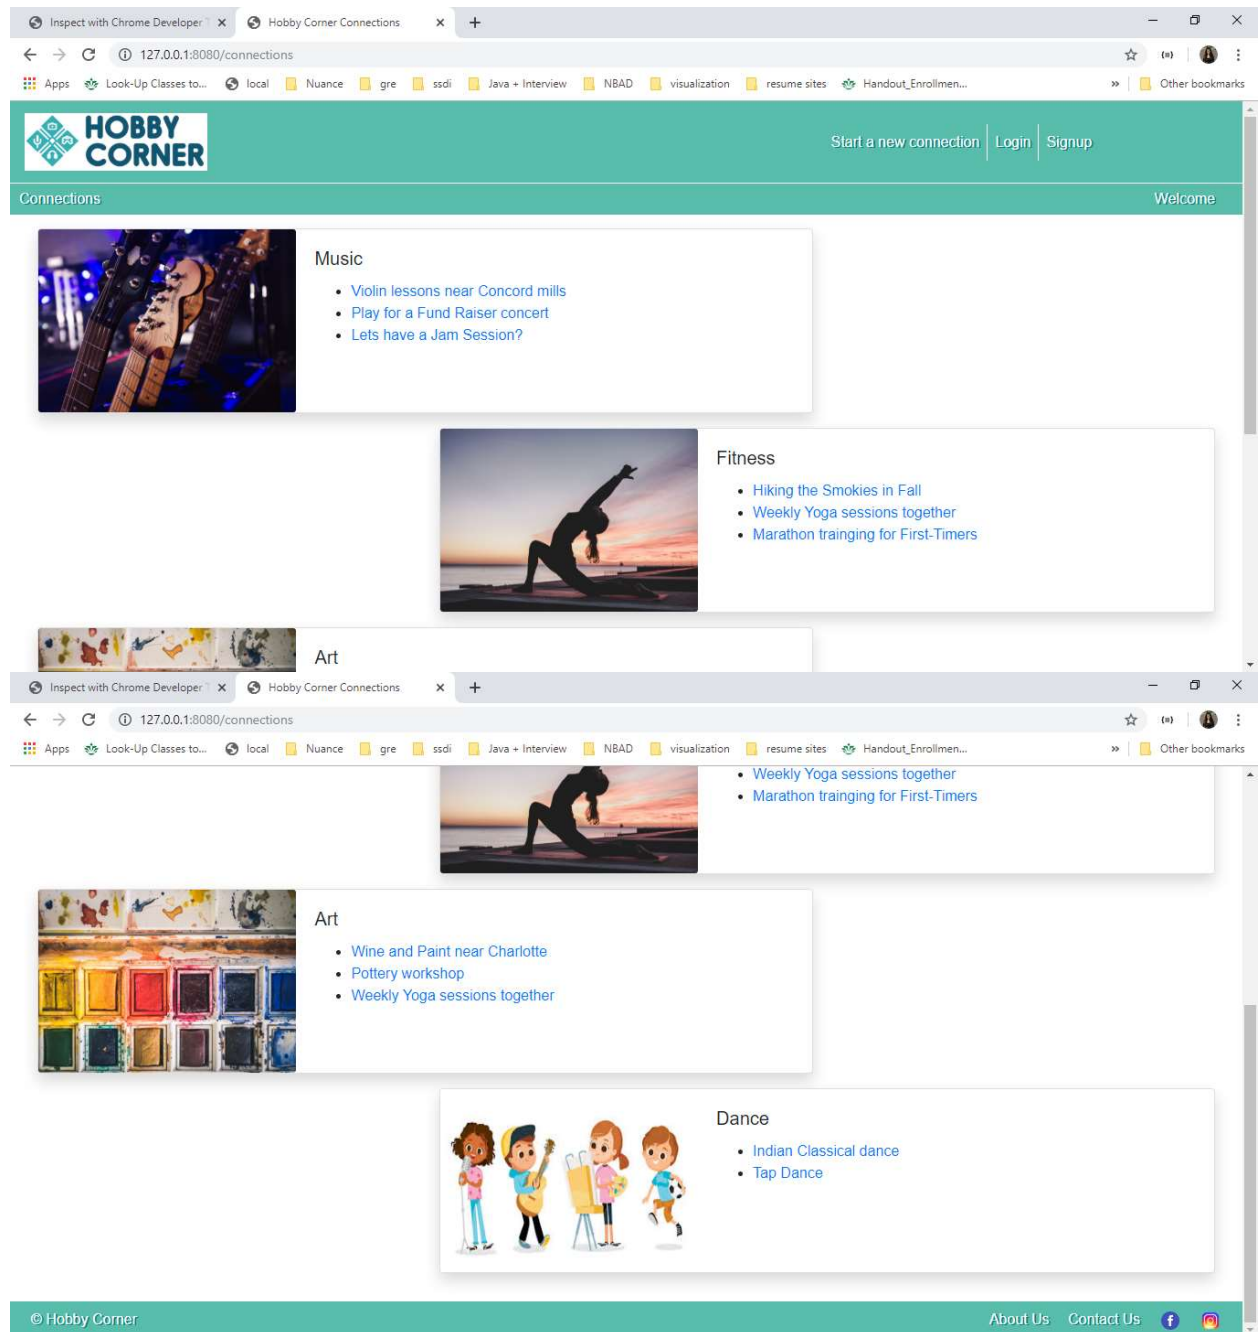 Inspect with Chrome Developer T
Hobby Corner Connections
127.0.0.1:8080/connections
Apps Look-Up Classes to... local Nuance gre ssdi Java + Interview NBAD visualization resume sites Handout_Enrollmen... » Other bookmarks
HOBBY
CORNER
Start a new connection Login Signup
Connections Welcome
Music
Violin lessons near Concord mills
Play for a Fund Raiser concert
Lets have a Jam Session?
Fitness
Hiking the Smokies in Fall
Weekly Yoga sessions together
Marathon trainging for First-Timers
Art
Inspect with Chrome Developer T
Hobby Corner Connections
127.0.0.1:8080/connections
Apps Look-Up Classes to... local Nuance gre ssdi Java + Interview NBAD visualization resume sites Handout_Enrollmen... » Other bookmarks
Weekly Yoga sessions together
Marathon trainging for First-Timers
Art
Wine and Paint near Charlotte
Pottery workshop
Weekly Yoga sessions together
Dance
Indian Classical dance
Tap Dance
© Hobby Corner About Us Contact Us